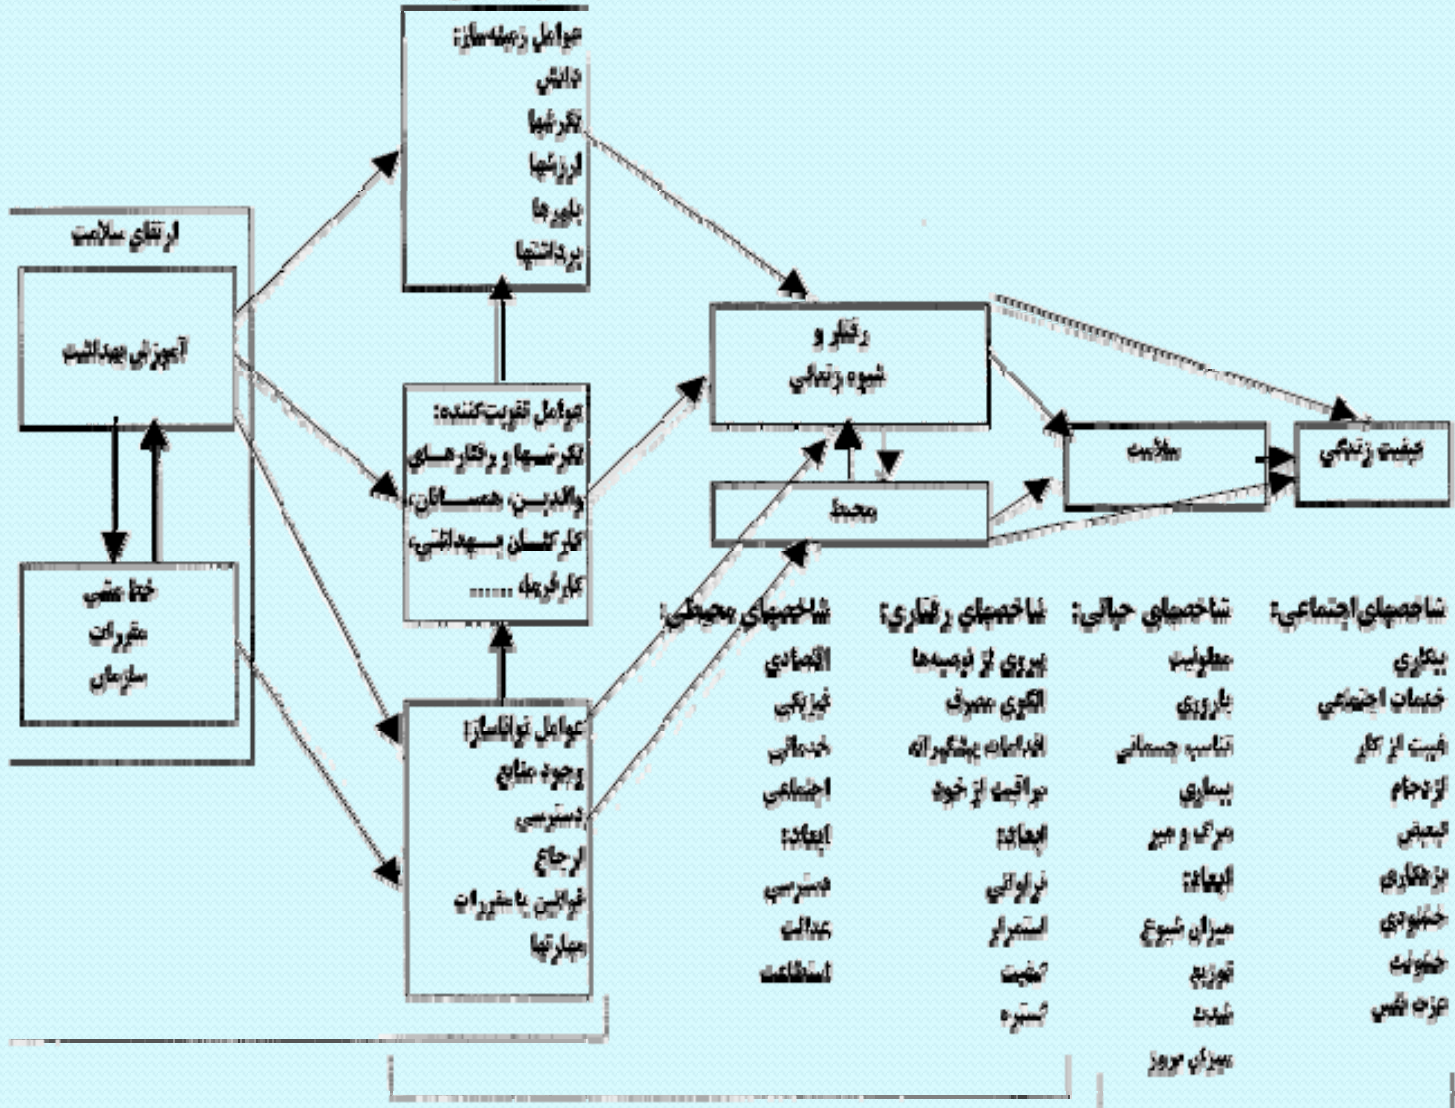 ارتقای سلامت
آموزش بهداشت
خط مشی
مقررات
سازمان
عوامل زمینه‌ساز:
دانش
نگرشها
ارزشها
باورها
برداشتها
عوامل تقویت‌کننده:
نگرشها و رفتارهای
والدین، همسالان،
کارکنان بهداشتی،
کارفرما، ......
عوامل تواناساز:
وجود منابع
دسترسی
ارجاع
قوانین یا مقررات
مهارتها
رفتار و
شیوه زندگی
محیط
سلامت
کیفیت زندگی
شاخصهای اجتماعی:
بیکاری
خدمات اجتماعی
غیبت از کار
ازدحام
تبعیض
بزهکاری
خشنودی
خشونت
عزت نفس
شاخصهای حیاتی:
معلولیت
باروری
تناسب جسمانی
بیماری
مرگ و میر
ابعاد:
میزان شیوع
توزیع
شدت
میزان بروز
شاخصهای رفتاری:
پیروی از توصیه‌ها
الگوی مصرف
اقدامات پیشگیرانه
مراقبت از خود
ابعاد:
فراوانی
استمرار
کیفیت
گستره
شاخصهای محیطی:
اقتصادی
فیزیکی
خدماتی
اجتماعی
ابعاد:
دسترسی
عدالت
استطاعت